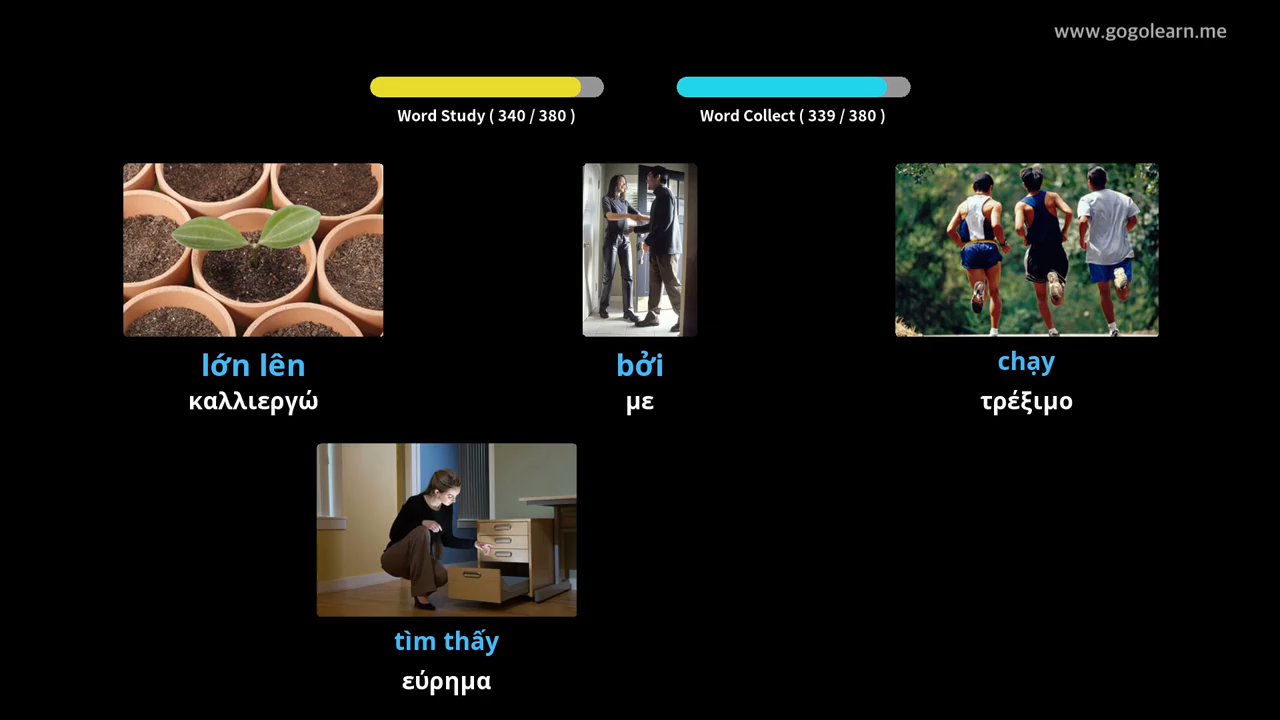 www.gogolearn.me
Word Study ( 340 / 380 )
Word Collect ( 339 / 380 )
lớn lên
καλλιεργώ
bởi
με
chạy
τρέξιμο
tìm thấy
εύρημα